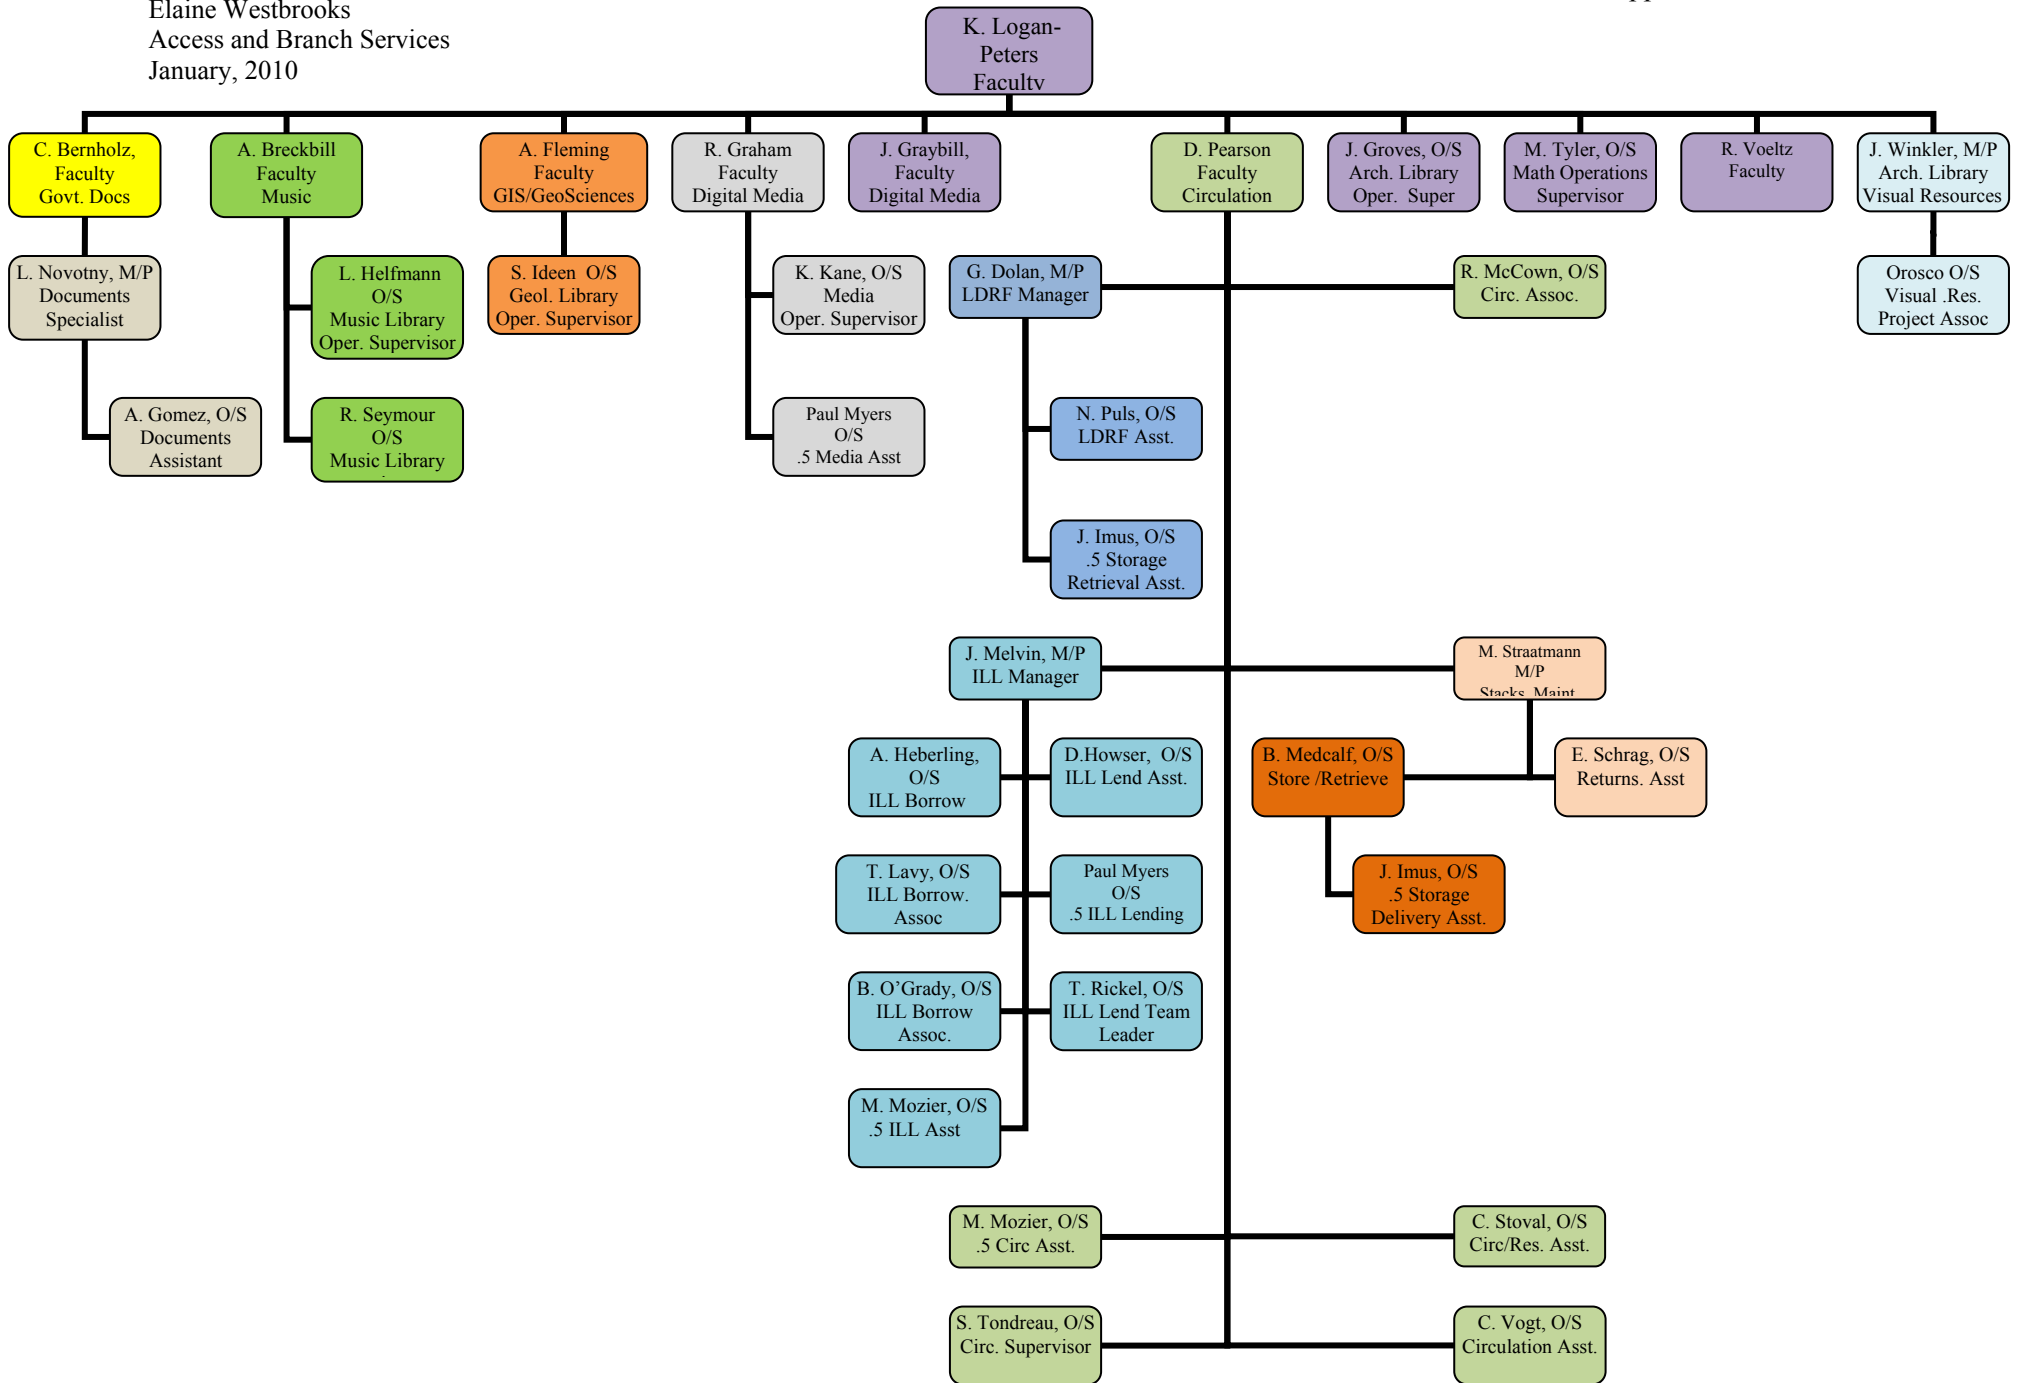 Elaine Westbrooks
Access and Branch Services
January, 2010
K. Logan-
Peters
Faculty
C. Bernholz,
Faculty
Govt. Docs
A. Breckbill
Faculty
Music
A. Fleming
Faculty
GIS/GeoSciences
R. Graham
Faculty
Digital Media
J. Graybill,
Faculty
Digital Media
D. Pearson
Faculty
Circulation
J. Groves, O/S
Arch. Library
Oper. Super
M. Tyler, O/S
Math Operations
Supervisor
R. Voeltz
Faculty
J. Winkler, M/P
Arch. Library
Visual Resources
L. Novotny, M/P
Documents
Specialist
L. Helfmann
O/S
Music Library
Oper. Supervisor
S. Ideen O/S
Geol. Library
Oper. Supervisor
K. Kane, O/S
Media
Oper. Supervisor
G. Dolan, M/P
LDRF Manager
R. McCown, O/S
Circ. Assoc.
Orosco O/S
Visual .Res.
Project Assoc
A. Gomez, O/S
Documents
Assistant
R. Seymour
O/S
Music Library
Paul Myers
O/S
.5 Media Asst
N. Puls, O/S
LDRF Asst.
J. Imus, O/S
.5 Storage
Retrieval Asst.
J. Melvin, M/P
ILL Manager
M. Straatmann
M/P
Stacks Maint
A. Heberling,
O/S
ILL Borrow
D.Howser, O/S
ILL Lend Asst.
B. Medcalf, O/S
Store /Retrieve
E. Schrag, O/S
Returns. Asst
T. Lavy, O/S
ILL Borrow.
Assoc
Paul Myers
O/S
.5 ILL Lending
J. Imus, O/S
.5 Storage
Delivery Asst.
B. O’Grady, O/S
ILL Borrow
Assoc.
T. Rickel, O/S
ILL Lend Team
Leader
M. Mozier, O/S
.5 ILL Asst
M. Mozier, O/S
.5 Circ Asst.
C. Stoval, O/S
Circ/Res. Asst.
S. Tondreau, O/S
Circ. Supervisor
C. Vogt, O/S
Circulation Asst.